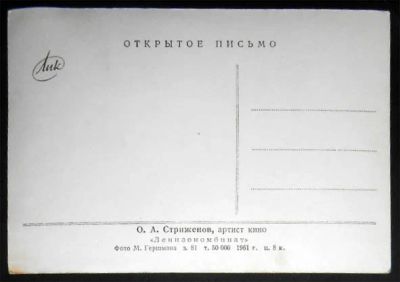 ОТКРЫТОЕ ПИСЬМО
Лик
О. А. Стриженов, артист кино
«Ленизокомбинат»
Фото М. Гершмана з. 81 т. 50 000 1961 г. ц. 8 к.